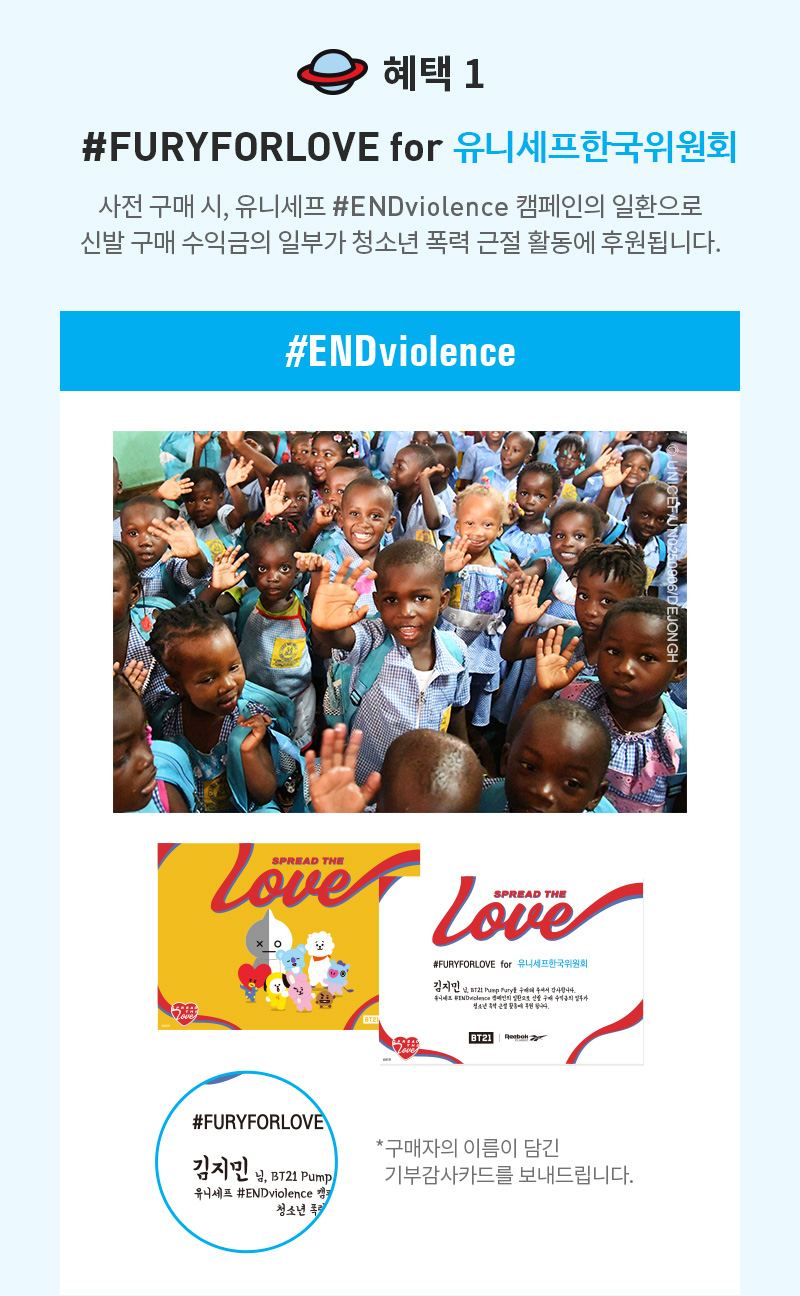 혜택 1
#FURYFORLOVE for 유니세프한국위원회
사전 구매 시, 유니세프 #ENDviolence 캠페인의 일환으로
신발 구매 수익금의 일부가 청소년 폭력 근절 활동에 후원됩니다.
#ENDviolence
© UNICEF/UN0250906/DEJONGH
SPREAD THE
Love
SPREAD
THE
Love
BT21
SPREAD THE
Love
#FURYFORLOVE for 유니세프한국위원회
김지민 님, BT21 Pump Fury를 구매해 주셔서 감사합니다.
유니세프 #ENDviolence 캠페인의 일환으로 신발 구매 수익금의 일부가
청소년 폭력 근절 활동에 후원 됩니다.
SPREAD
THE
Love
BT21 | Reebok
#FURYFORLOVE
김지민 님, BT21 Pump
유니세프 #ENDviolence 캠
청소년 폭
*구매자의 이름이 담긴
기부감사카드를 보내드립니다.